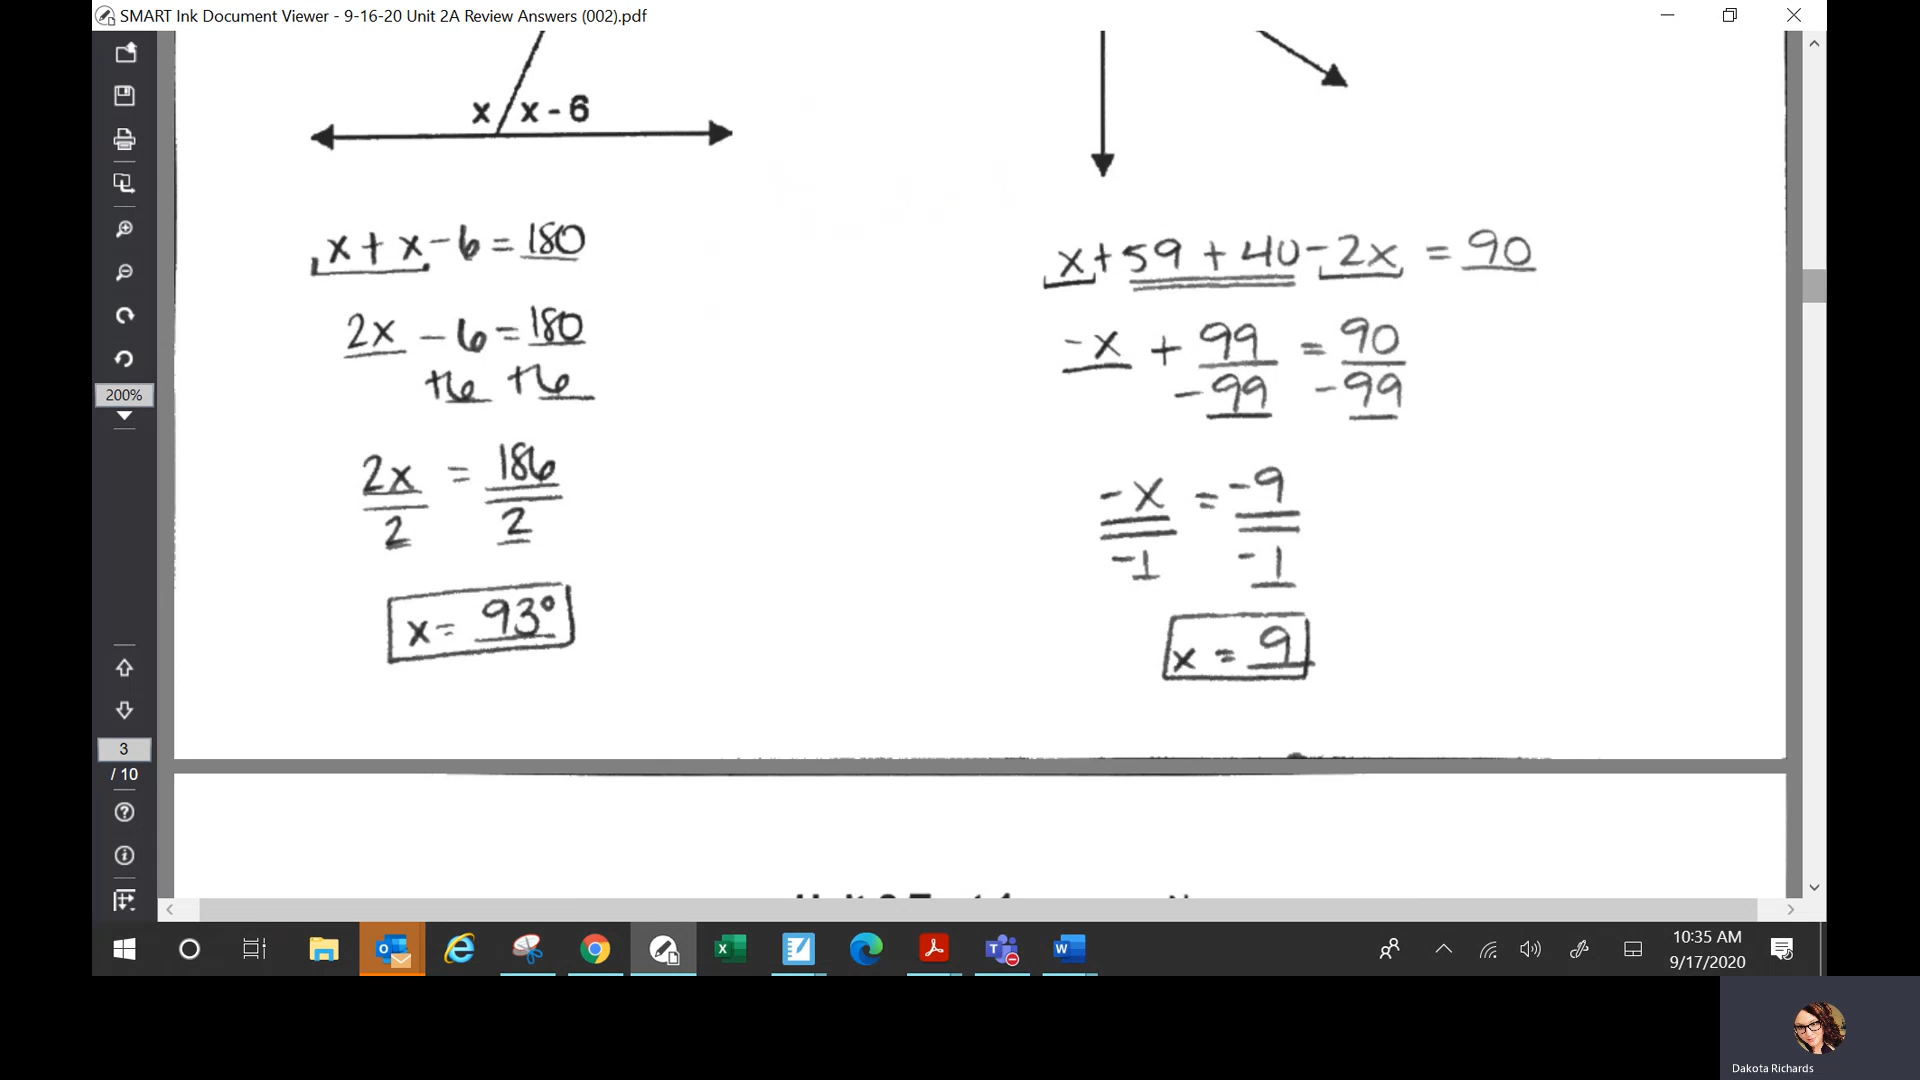 SMART Ink Document Viewer - 9-16-20 Unit 2A Review Answers (002).pdf
x x - 6
x + x - 6 = 180
2x - 6 = 180
+6 +6
2x = 186
2 2
x = 93°
x + 59 + 40 - 2x = 90
-x + 99 = 90
-99 -99
-x = -9
-1 -1
x = 9
200%
3
/ 10
10:35 AM
9/17/2020
Dakota Richards